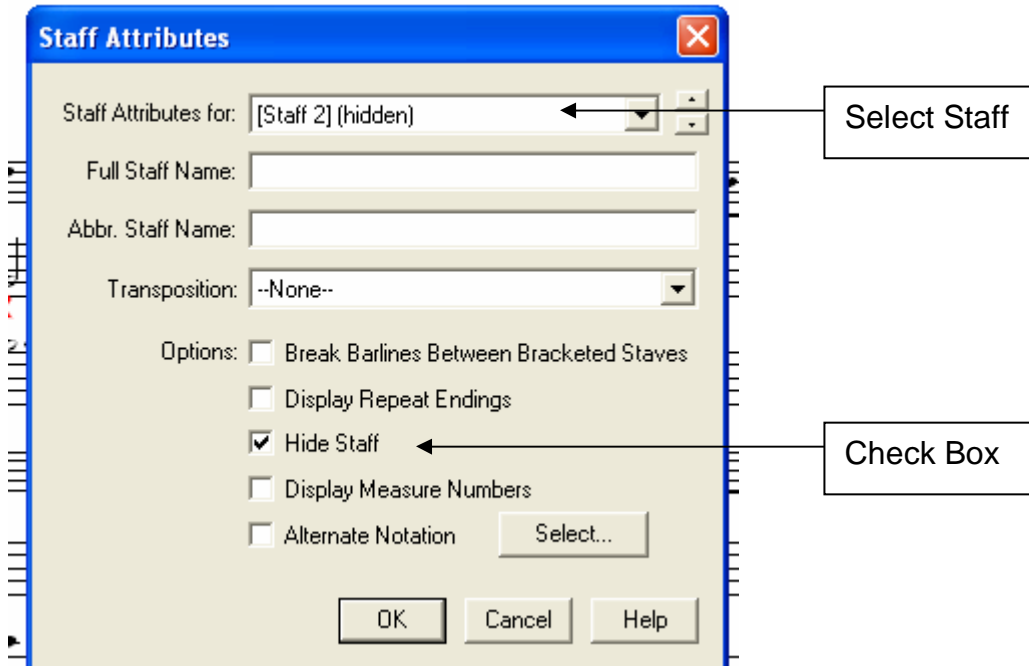 Staff Attributes
Staff Attributes for: [Staff 2] (hidden)
Select Staff
Full Staff Name:
Abbr. Staff Name:
Transposition: --None--
Options: Break Barlines Between Bracketed Staves
Display Repeat Endings
Hide Staff
Check Box
Display Measure Numbers
Alternate Notation Select...
OK Cancel Help